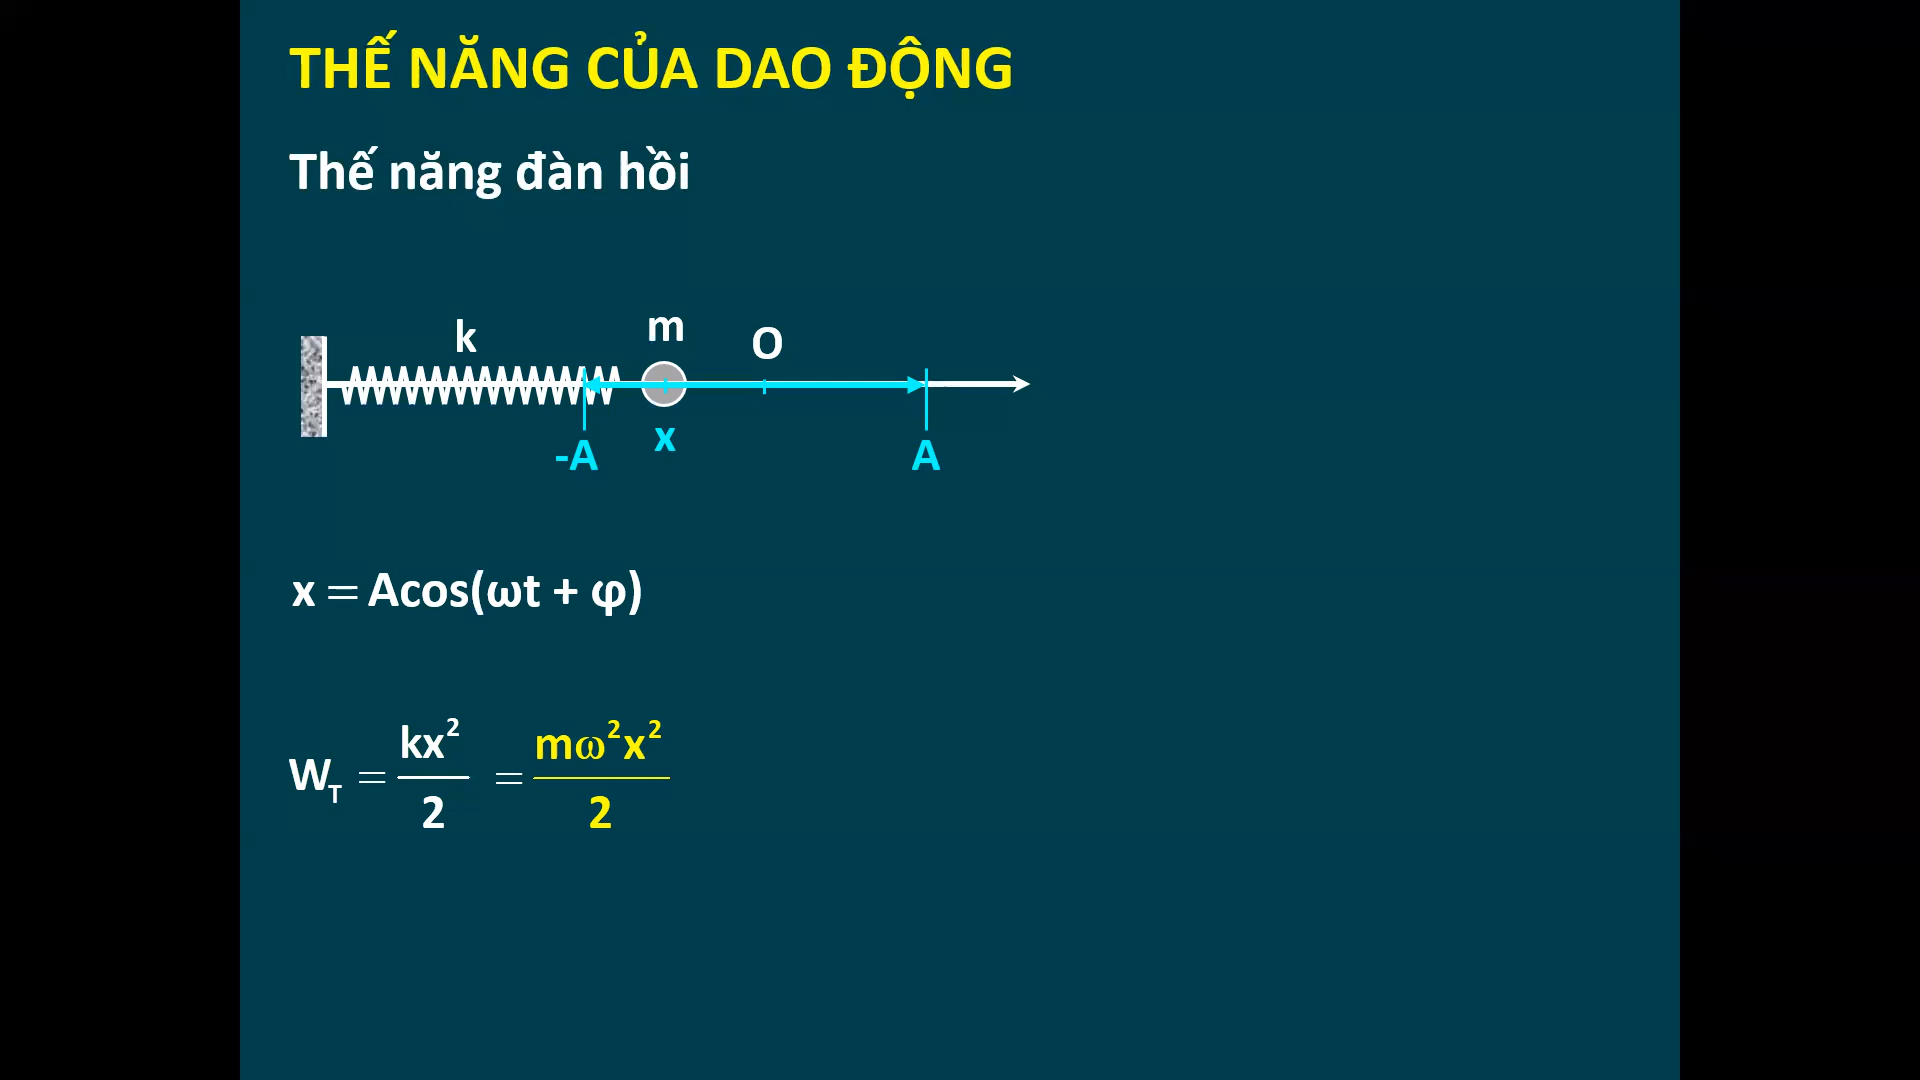 THẾ NĂNG CỦA DAO ĐỘNG
Thế năng đàn hồi
k m O
-A x A
x = Acos(ωt + φ)
W_T = kx²/2 = mω²x²/2